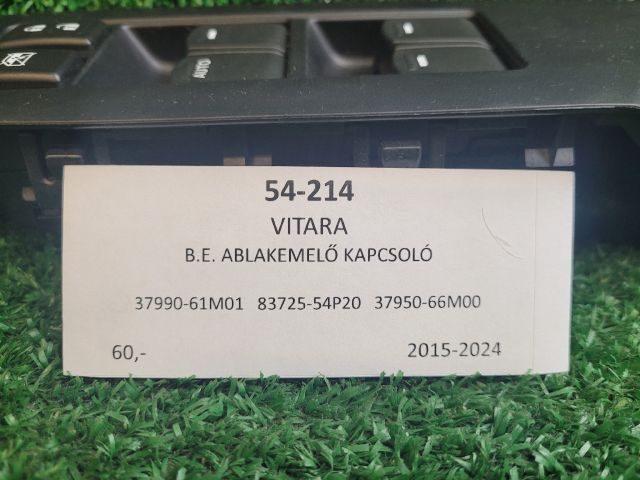 AUTO
54-214
VITARA
B.E. ABLAKEMELŐ KAPCSOLÓ
37990-61M01 83725-54P20 37950-66M00
60,- 2015-2024